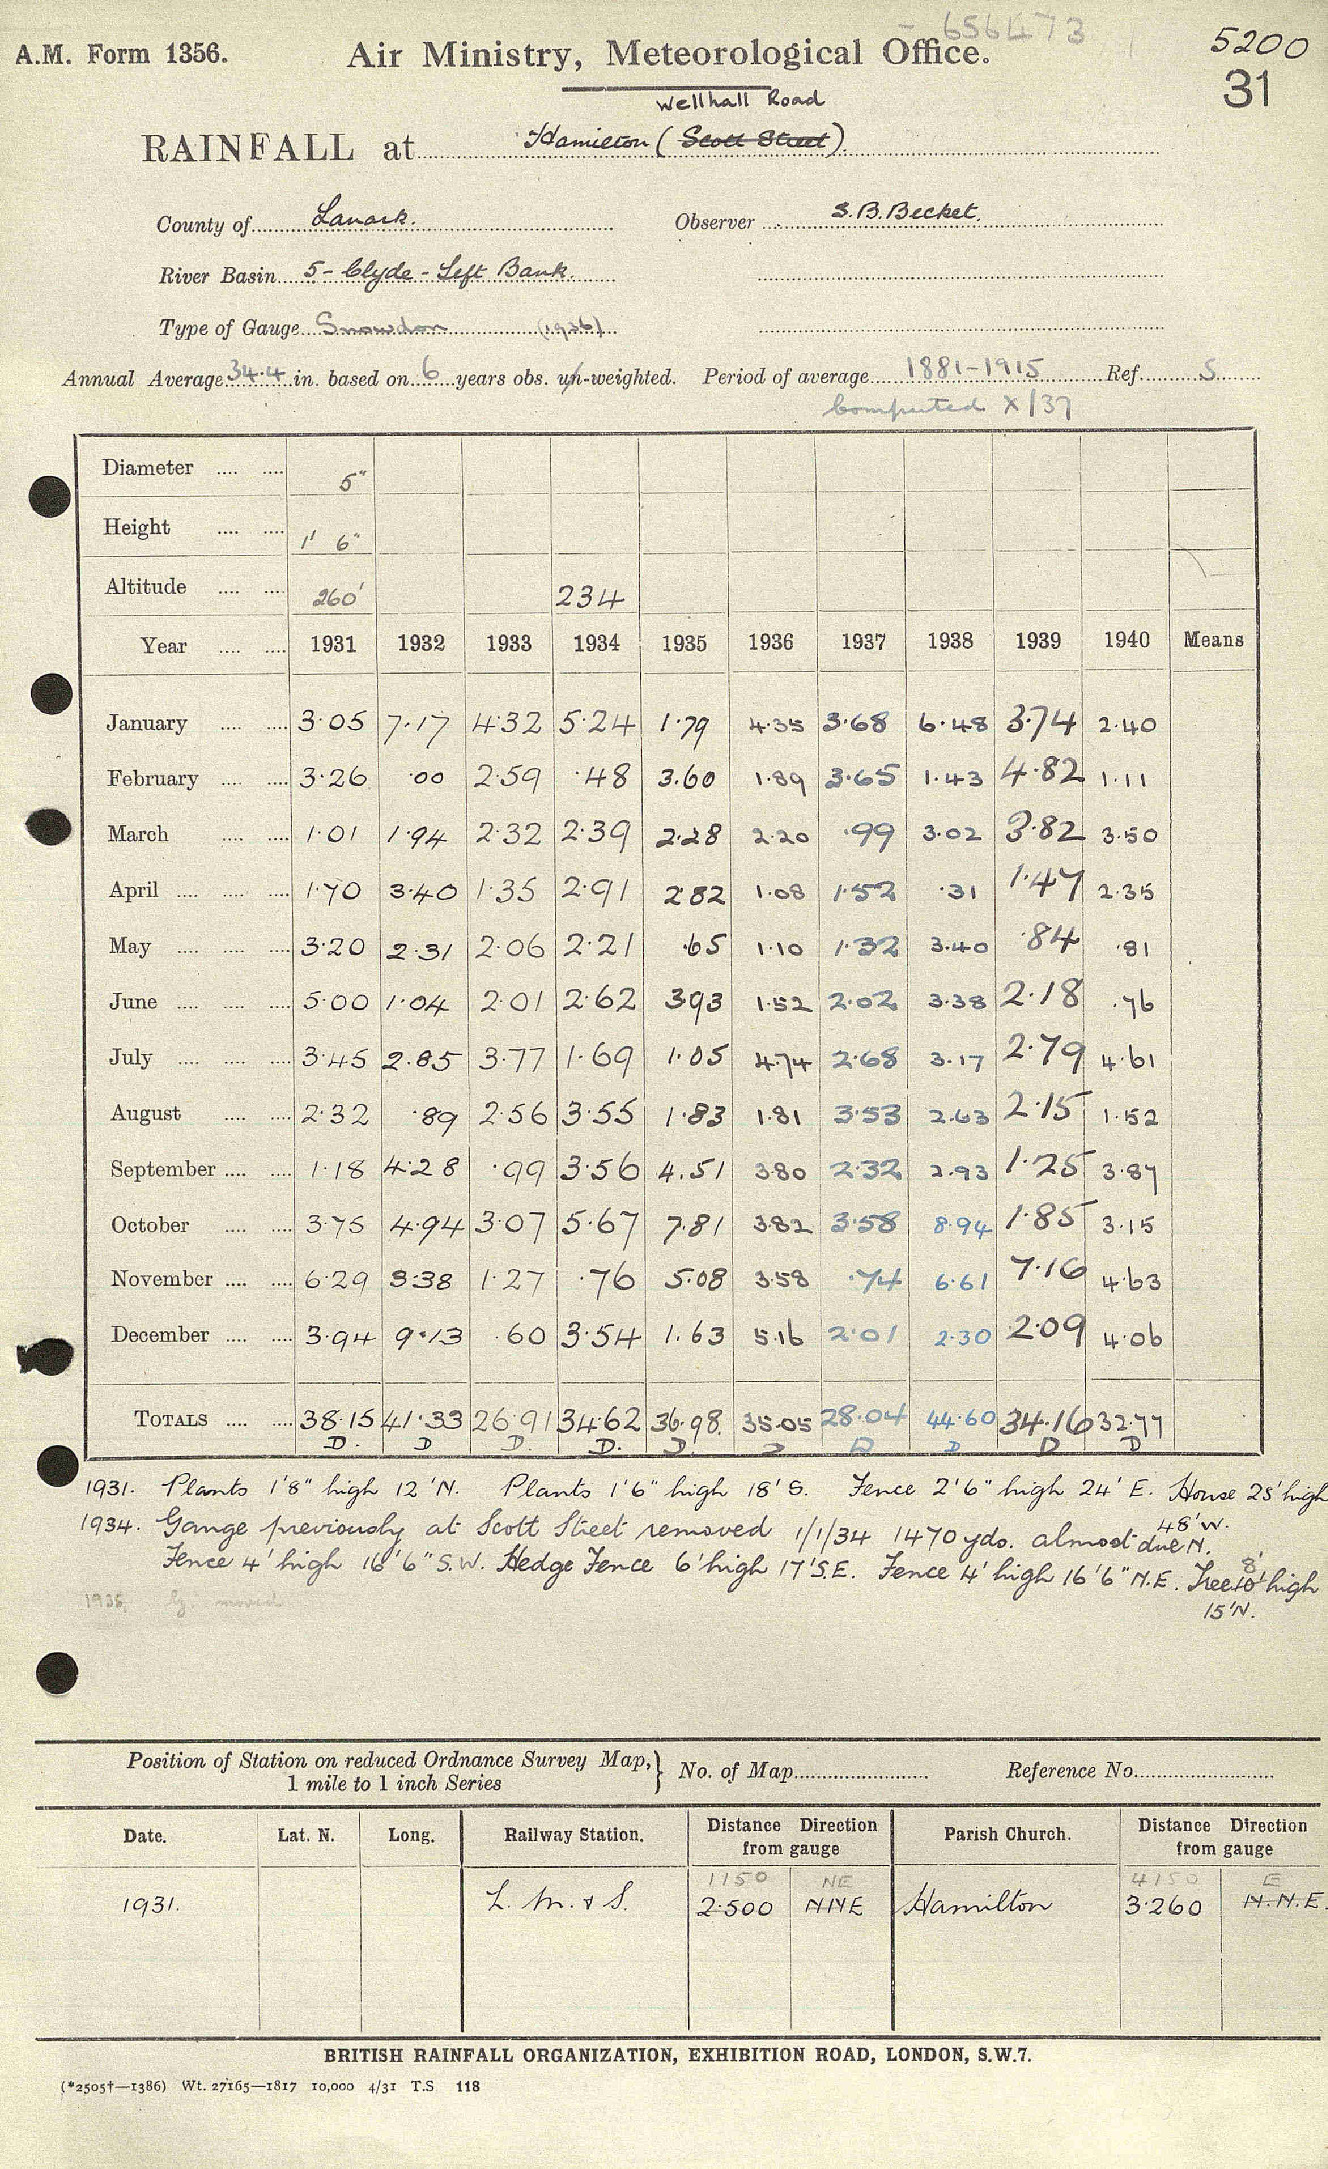 656473
A.M. Form 1356. Air Ministry, Meteorological Office. 5200
31
Wellhall Road
RAINFALL at Hamilton (Scott Street)
County of Lanark. Observer S.B. Becket.
River Basin 5 - Clyde - Left Bank.
Type of Gauge Snowdon (1926)
Annual Average 34.4 in. based on 6 years obs. un-weighted. Period of average 1881-1915 Ref. S
Computed X/37
Diameter 5"
Height 1' 6"
Altitude 260' 234
Year 1931 1932 1933 1934 1935 1936 1937 1938 1939 1940 Means
January 3.05 7.17 4.32 5.24 1.79 4.35 3.68 6.48 3.74 2.40
February 3.26 .00 2.59 .48 3.60 1.89 3.65 1.43 4.82 1.11
March 1.01 1.94 2.32 2.39 2.28 2.20 .99 3.02 3.82 3.50
April 1.70 3.40 1.35 2.91 2.82 1.08 1.52 .31 1.47 2.35
May 3.20 2.31 2.06 2.21 .65 1.10 1.32 3.40 .84 .81
June 5.00 1.04 2.01 2.62 3.93 1.52 2.02 3.38 2.18 .76
July 3.45 2.85 3.77 1.69 1.05 4.74 2.68 3.17 2.79 4.61
August 2.32 .89 2.56 3.55 1.83 1.81 3.53 2.63 2.15 1.52
September 1.18 4.28 .99 3.56 4.51 3.80 2.32 2.93 1.25 3.87
October 3.75 4.94 3.07 5.67 7.81 3.82 3.58 8.94 1.85 3.15
November 6.29 3.38 1.27 .76 5.08 3.58 .74 6.61 7.16 4.63
December 3.94 9.13 .60 3.54 1.63 5.16 2.01 2.30 2.09 4.06
TOTALS 38.15 41.33 26.91 34.62 36.98 35.05 28.04 44.60 34.16 32.77
D. D D. D. D D D D D D
1931. Plants 1'8" high 12'N. Plants 1'6" high 18'S. Fence 2'6" high 24' E. House 25' high
48'W.
1934. Gauge previously at Scott Street removed 1/1/34 1470 yds. almost due N.
Fence 4' high 16'6" S.W. Hedge Fence 6' high 17'S.E. Fence 4' high 16'6" N.E. Tree 10' 8' high
15'N.
1935. moved
Position of Station on reduced Ordnance Survey Map, } No. of Map Reference No.
1 mile to 1 inch Series
Date. Lat. N. Long. Railway Station. Distance Direction from gauge Parish Church. Distance Direction from gauge
1150 NE 4150 E
1931. L. M. & S. 2.500 NNE Hamilton 3.260 N.N.E.
BRITISH RAINFALL ORGANIZATION, EXHIBITION ROAD, LONDON, S.W.7.
(*2505†—1386) Wt. 27165—1817 10,000 4/31 T.S 118